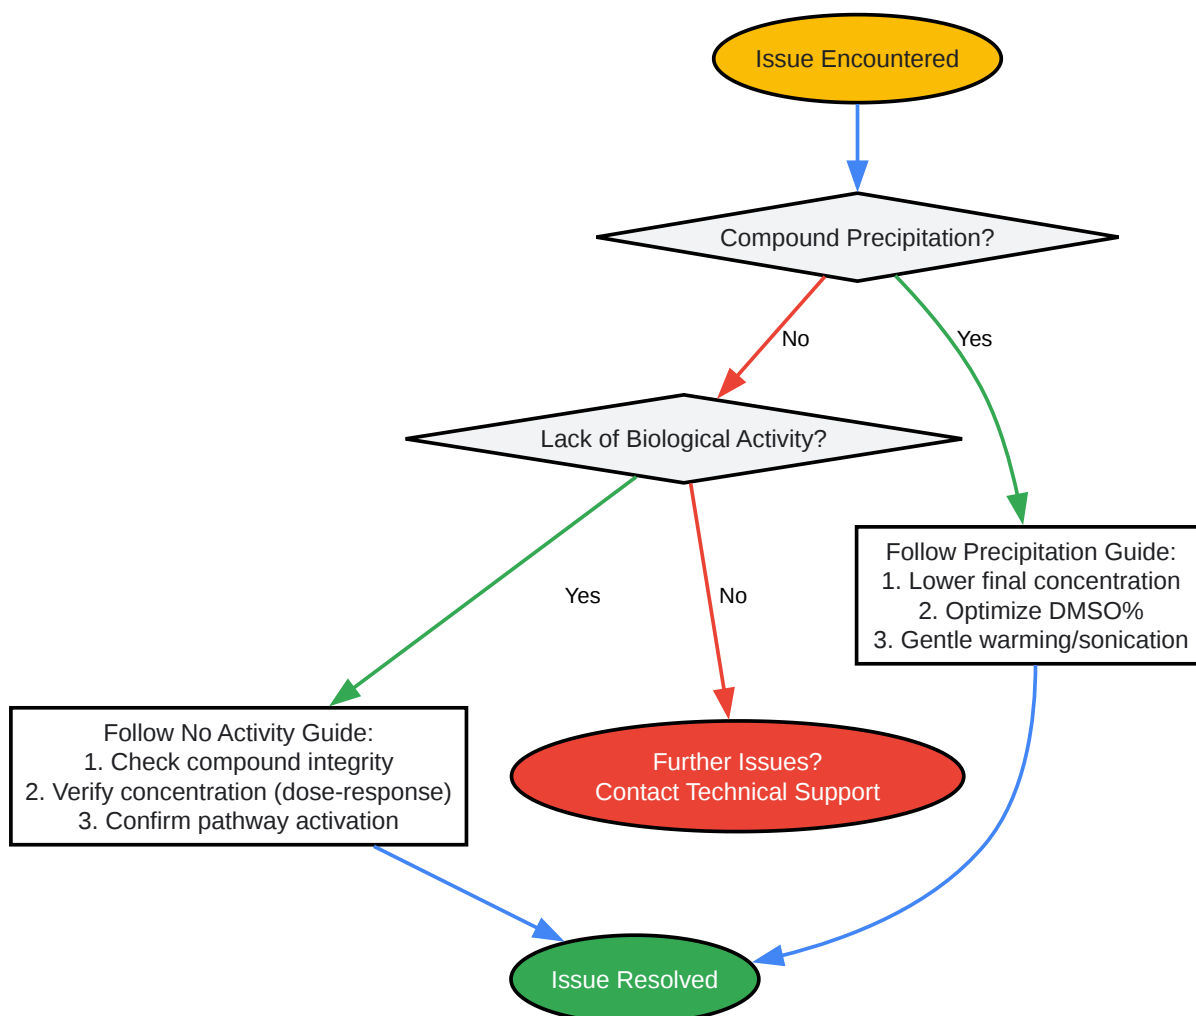 Issue Encountered
Compound Precipitation?
No
Yes
Lack of Biological Activity?
Follow Precipitation Guide:
1. Lower final concentration
2. Optimize DMSO%
3. Gentle warming/sonication
Yes
No
Follow No Activity Guide:
1. Check compound integrity
2. Verify concentration (dose-response)
3. Confirm pathway activation
Further Issues?
Contact Technical Support
Issue Resolved